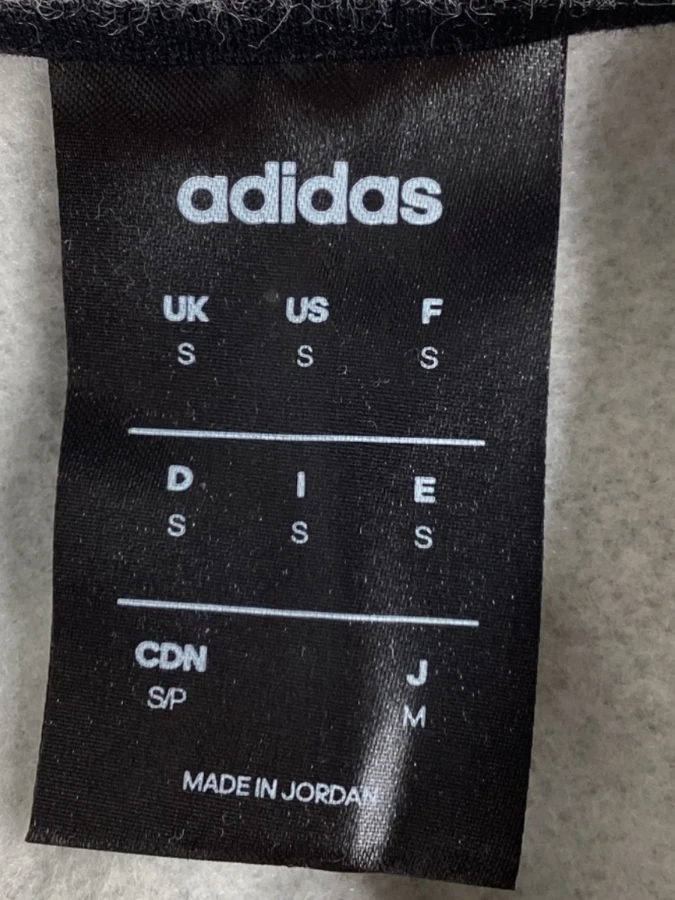 adidas
UK US F
S S S
D I E
S S S
CDN J
S/P M
MADE IN JORDAN